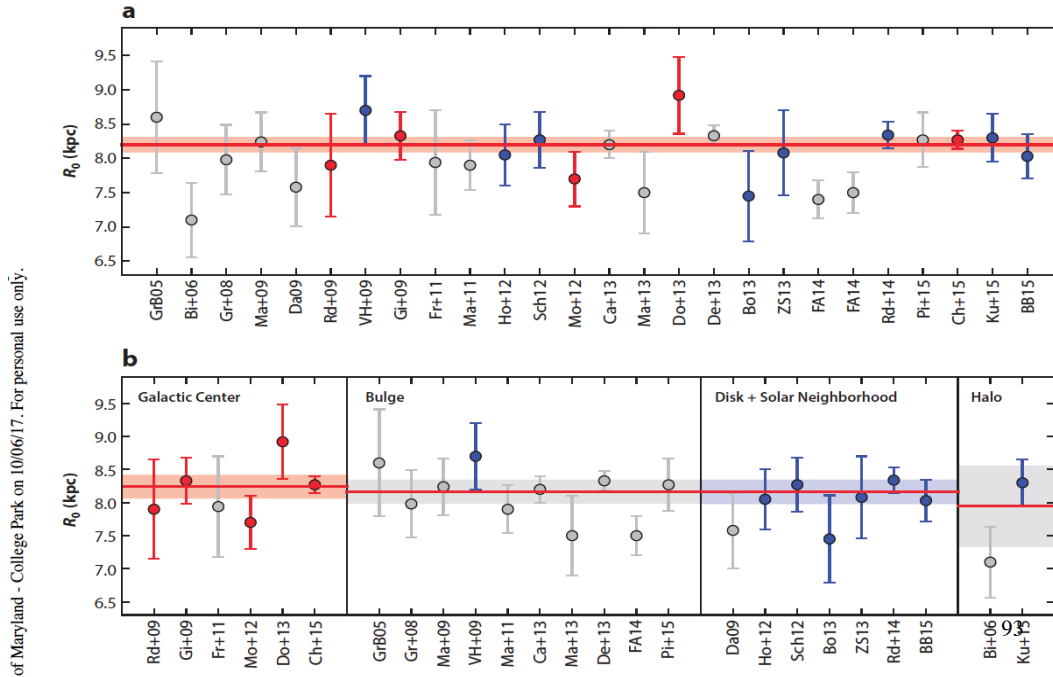 a
9.5
9.0
8.5
8.0
7.5
7.0
6.5
R0 (kpc)
GrB05
Bi+06
Gr+08
Ma+09
Da09
Rd+09
VH+09
Gr+09
Fr+11
Ma+11
Ho+12
Sch12
Mo+12
Ca+13
Ma+13
Do+13
De+13
Bo13
ZS13
FA14
FA14
Rd+14
Pi+15
Ch+15
Ku+15
BB15
b
Galactic Center
Bulge
Disk + Solar Neighborhood
Halo
9.5
9.0
8.5
8.0
7.5
7.0
6.5
R0 (kpc)
Rd+09
Gi+09
Fr+11
Mo+12
Do+13
Ch+15
GrB05
Gr+08
Ma+09
VH+09
Ma+11
Ca+13
Ma+13
De+13
FA14
Pi+15
Da09
Ho+12
Sch12
Bo13
ZS13
Rd+14
BB15
Bi+06
Ku+15
93
of Maryland - College Park on 10/06/17. For personal use only.